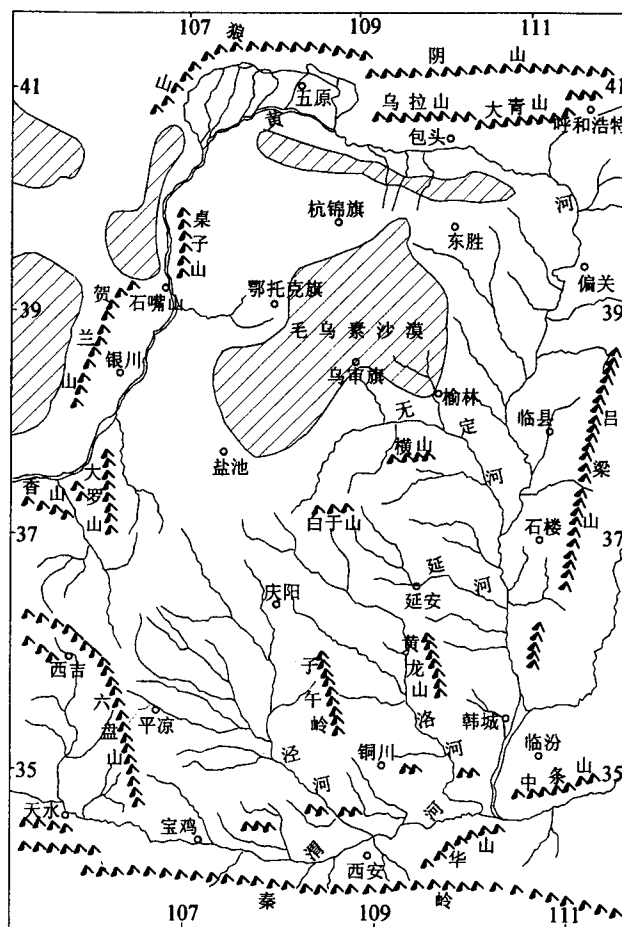 107 109 111
狼山
阴山
41 41
五原
乌拉山
大青山
呼和浩特
包头
黄河
杭锦旗
东胜
桌子山
偏关
石嘴山
鄂托克旗
39 39
贺兰山
毛乌素沙漠
银川
乌审旗
榆林
无定河
临县
吕梁山
盐池
横山
香山
大罗山
白于山
石楼
37 37
延河
延安
庆阳
西吉
子午岭
黄龙山
六盘山
平凉
洛河
韩城
泾河
铜川
临汾
35 35
中条山
天水
宝鸡
渭河
西安
华山
秦岭
107 109 111